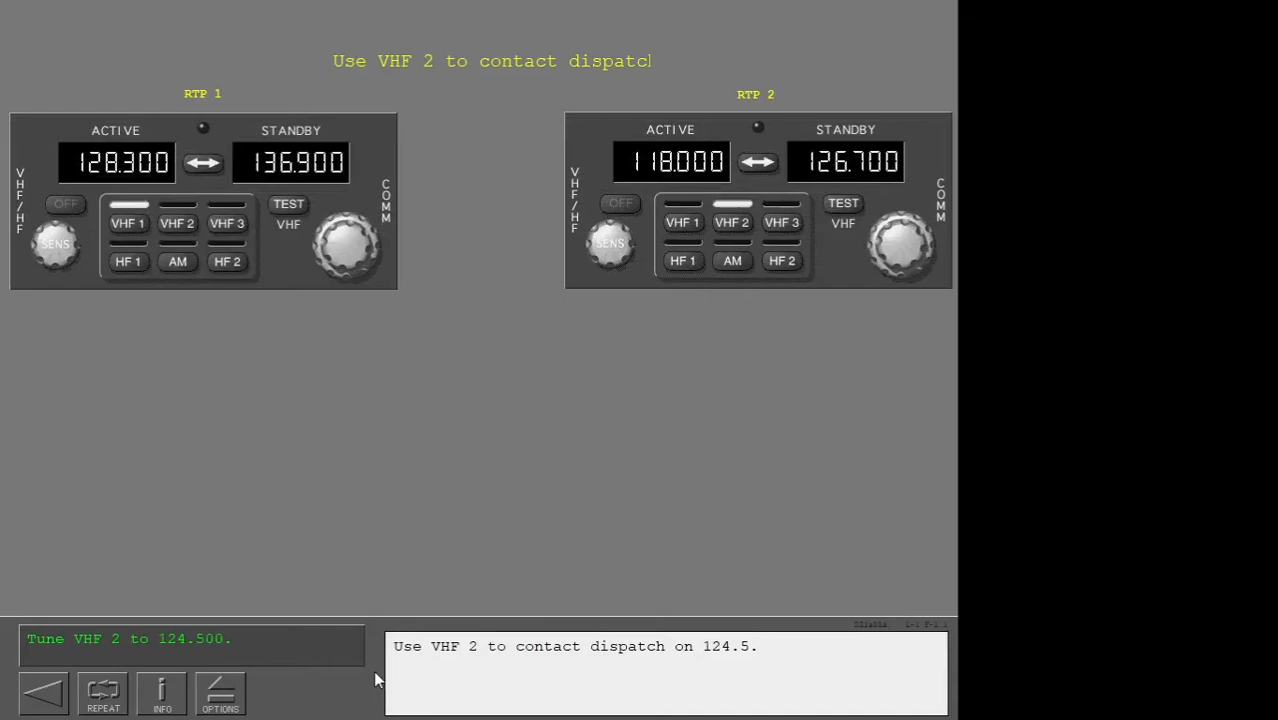 Use VHF 2 to contact dispatch
RTP 1
RTP 2
ACTIVE
STANDBY
128.300
136.900
VHF/HF
COMM
OFF
TEST
VHF
SENS
VHF 1 VHF 2 VHF 3
HF 1 AM HF 2
ACTIVE
STANDBY
118.000
126.700
VHF/HF
COMM
OFF
TEST
VHF
SENS
VHF 1 VHF 2 VHF 3
HF 1 AM HF 2
Tune VHF 2 to 124.500.
Use VHF 2 to contact dispatch on 124.5.
REPEAT
INFO
OPTIONS